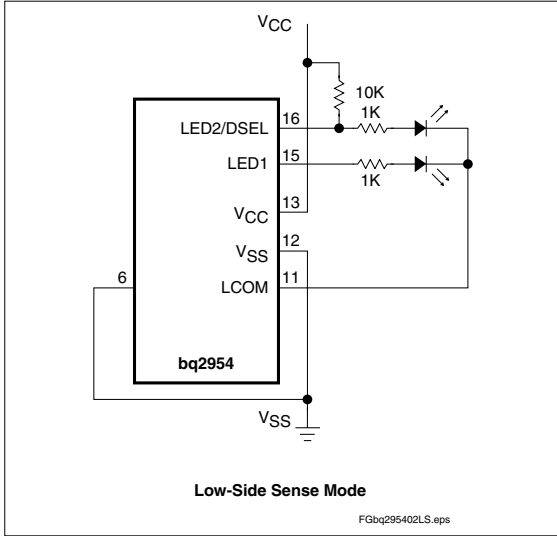 VCC
10K
1K
16
LED2/DSEL
15
LED1
1K
13
VCC
12
VSS
6
11
LCOM
bq2954
VSS
Low-Side Sense Mode
FGbq295402LS.eps